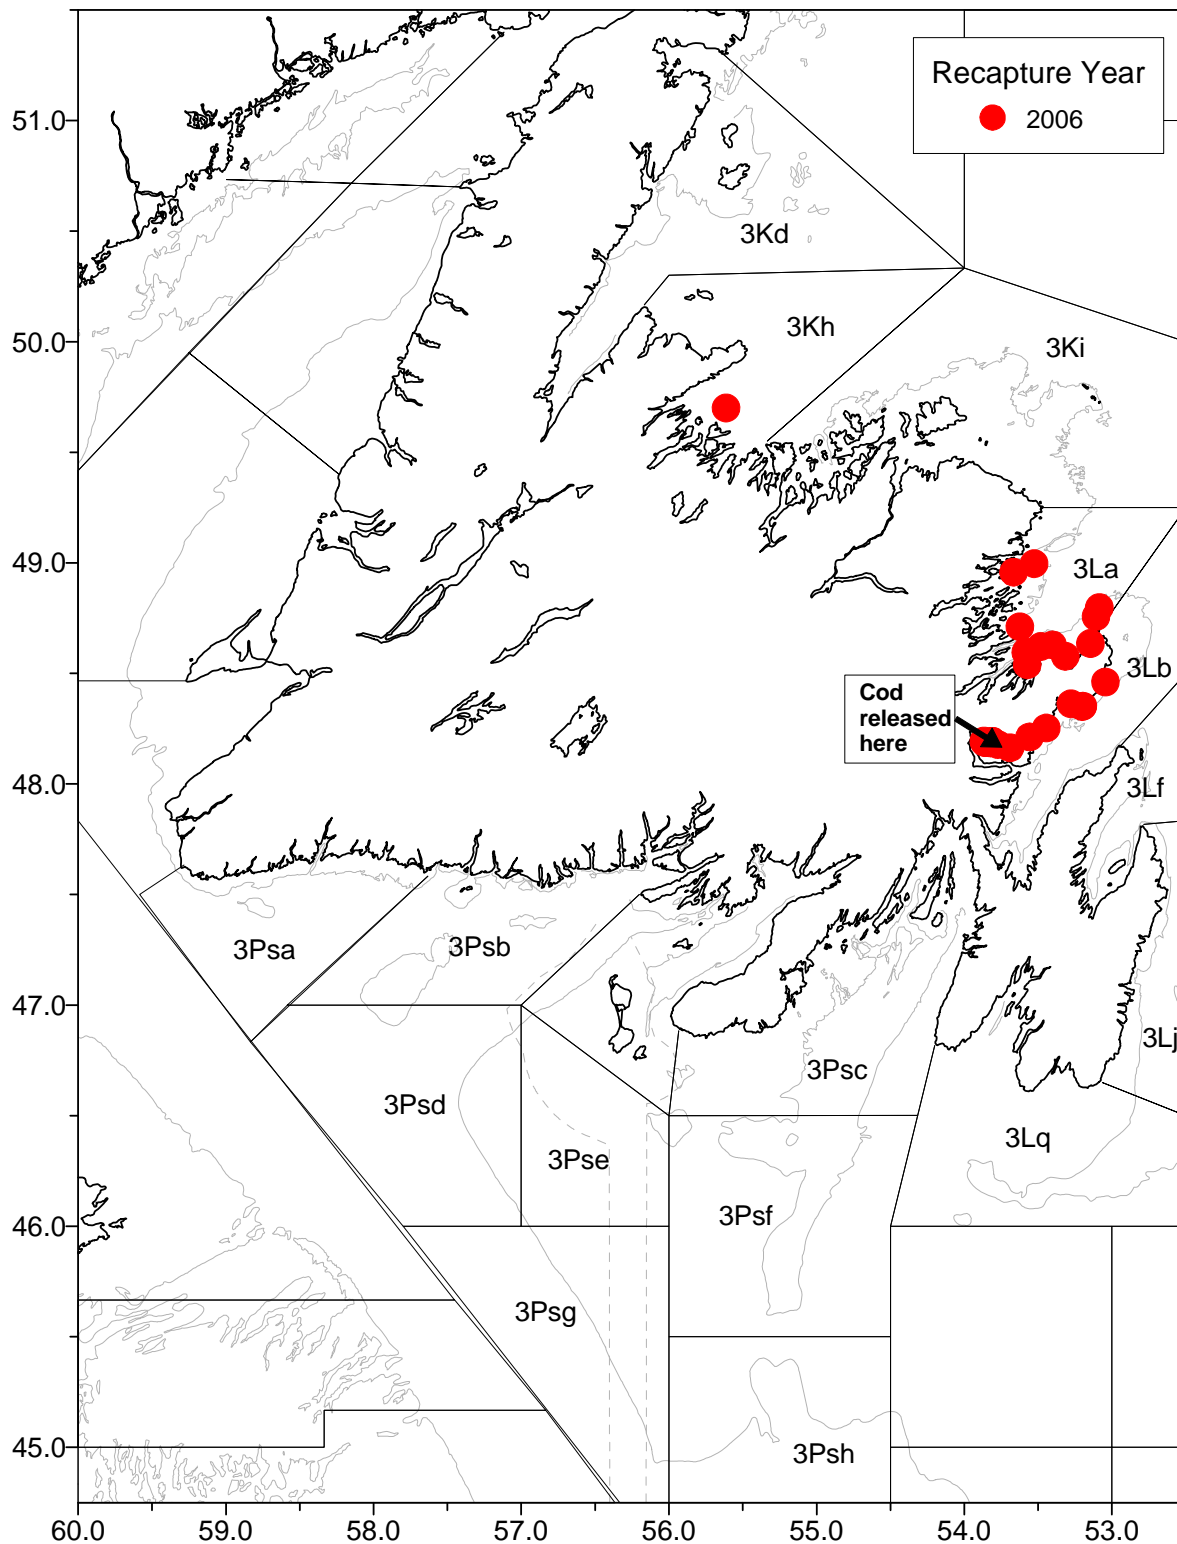 Recapture Year
2006
51.0
3Kd
3Kh
50.0
3Ki
49.0
3La
3Lb
Cod
released
here
48.0
3Lf
3Psa
3Psb
47.0
3Lj
3Psc
3Psd
3Lq
3Pse
46.0
3Psf
3Psg
45.0
3Psh
60.0 59.0 58.0 57.0 56.0 55.0 54.0 53.0